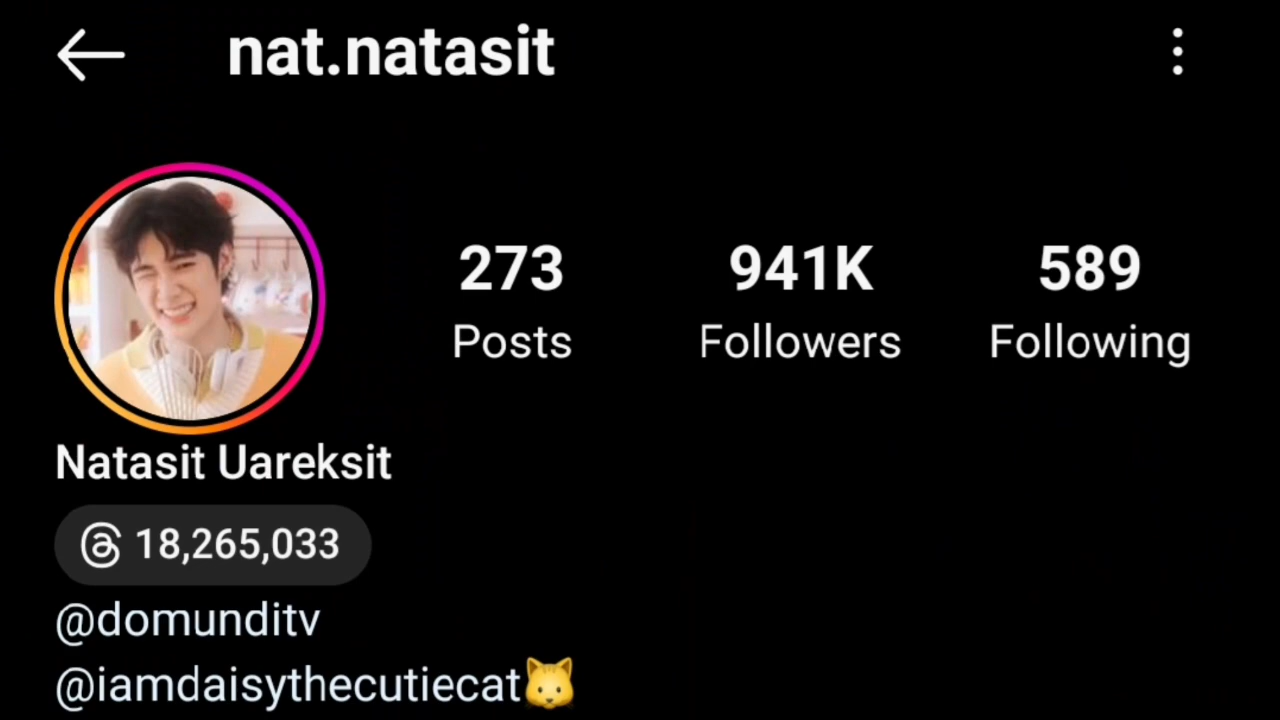 nat.natasit
273 941K 589
Posts Followers Following
Natasit Uareksit
18,265,033
@domunditv
@iamdaisythecutiecat🐱